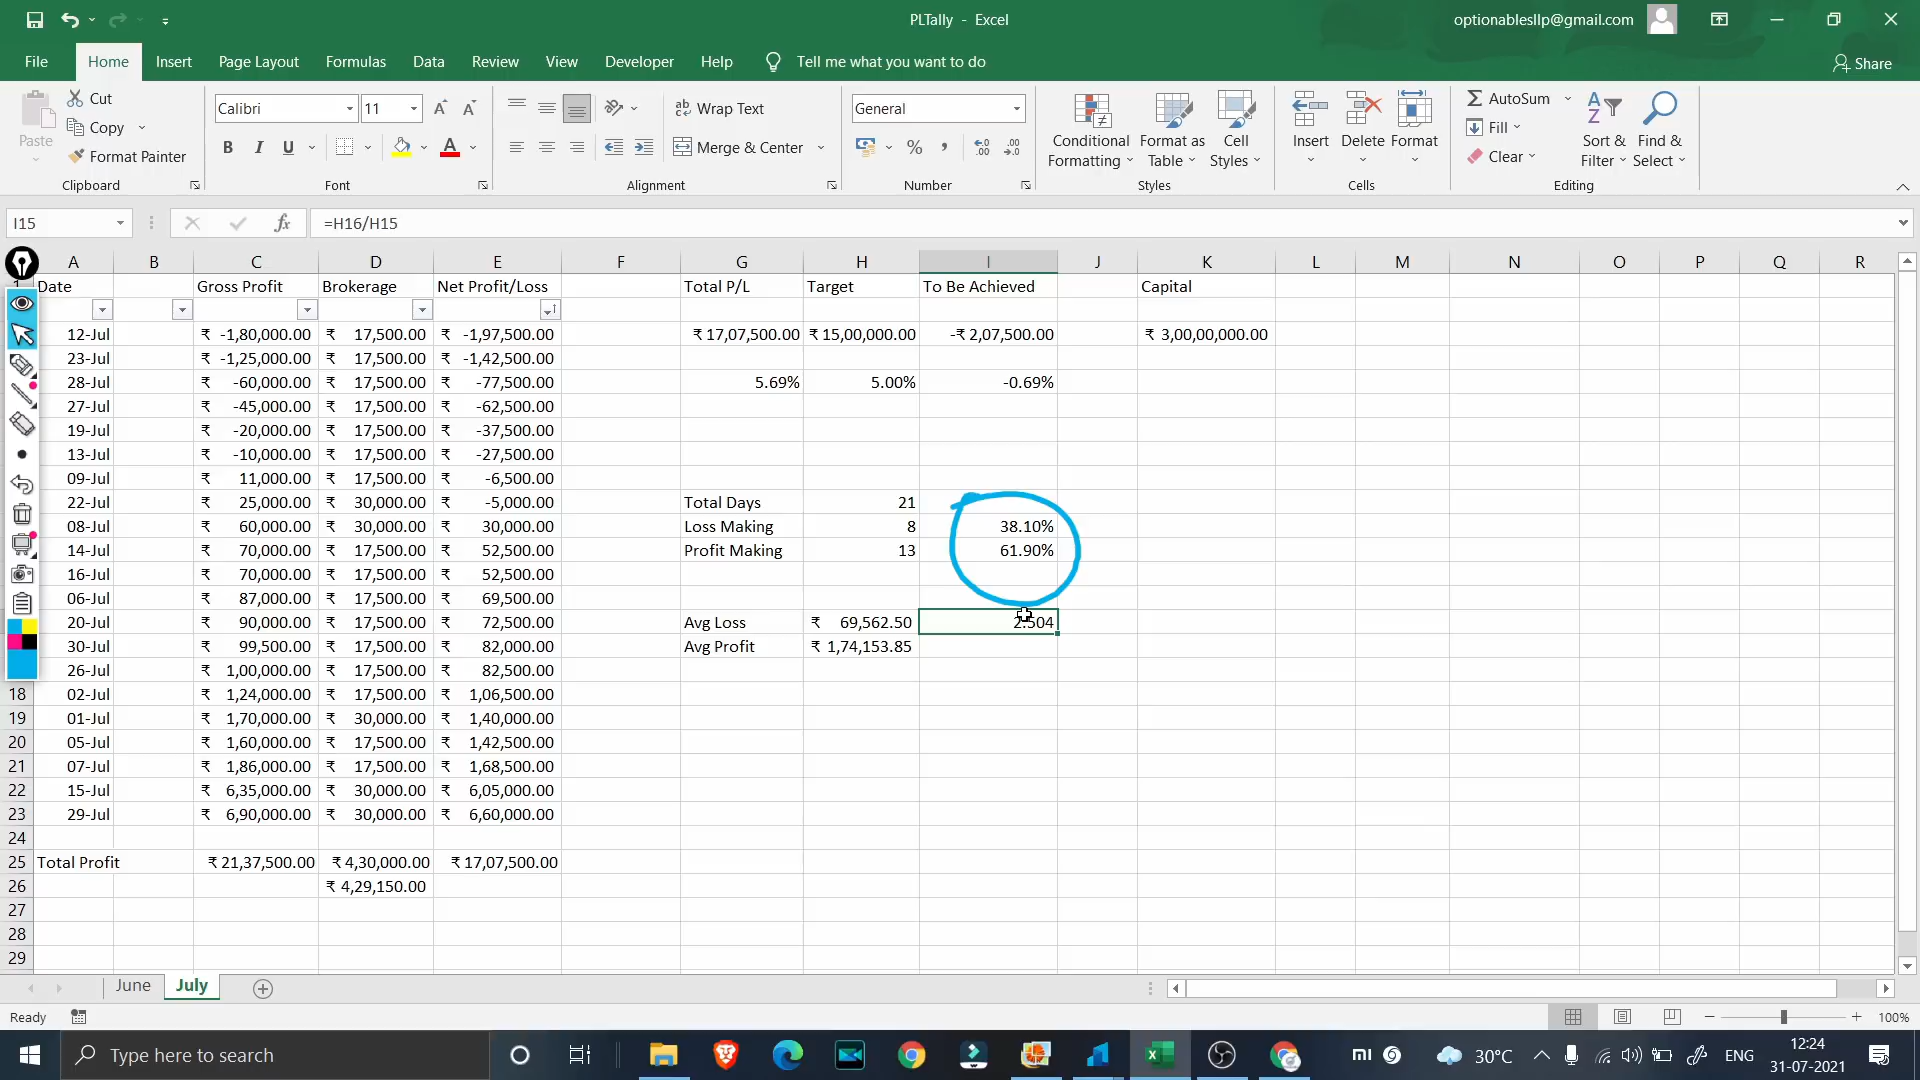 PLTally - Excel
optionablesllp@gmail.com
File Home Insert Page Layout Formulas Data Review View Developer Help Tell me what you want to do Share
Cut
Copy
Format Painter
Paste
Clipboard
Calibri 11
B I U
Font
Wrap Text
Merge & Center
Alignment
General
% ,
Number
Conditional Formatting
Format as Table
Cell Styles
Styles
Insert Delete Format
Cells
AutoSum
Fill
Clear
Sort & Filter
Find & Select
Editing
I15 fx =H16/H15
A B C D E F G H I J K L M N O P Q R
Date Gross Profit Brokerage Net Profit/Loss Total P/L Target To Be Achieved Capital
12-Jul ₹ -1,80,000.00 ₹ 17,500.00 ₹ -1,97,500.00 ₹ 17,07,500.00 ₹ 15,00,000.00 -₹ 2,07,500.00 ₹ 3,00,00,000.00
23-Jul ₹ -1,25,000.00 ₹ 17,500.00 ₹ -1,42,500.00
28-Jul ₹ -60,000.00 ₹ 17,500.00 ₹ -77,500.00 5.69% 5.00% -0.69%
27-Jul ₹ -45,000.00 ₹ 17,500.00 ₹ -62,500.00
19-Jul ₹ -20,000.00 ₹ 17,500.00 ₹ -37,500.00
13-Jul ₹ -10,000.00 ₹ 17,500.00 ₹ -27,500.00
09-Jul ₹ 11,000.00 ₹ 17,500.00 ₹ -6,500.00
22-Jul ₹ 25,000.00 ₹ 30,000.00 ₹ -5,000.00 Total Days 21
08-Jul ₹ 60,000.00 ₹ 30,000.00 ₹ 30,000.00 Loss Making 8 38.10%
14-Jul ₹ 70,000.00 ₹ 17,500.00 ₹ 52,500.00 Profit Making 13 61.90%
16-Jul ₹ 70,000.00 ₹ 17,500.00 ₹ 52,500.00
06-Jul ₹ 87,000.00 ₹ 17,500.00 ₹ 69,500.00
20-Jul ₹ 90,000.00 ₹ 17,500.00 ₹ 72,500.00 Avg Loss ₹ 69,562.50 2.504
30-Jul ₹ 99,500.00 ₹ 17,500.00 ₹ 82,000.00 Avg Profit ₹ 1,74,153.85
26-Jul ₹ 1,00,000.00 ₹ 17,500.00 ₹ 82,500.00
18 02-Jul ₹ 1,24,000.00 ₹ 17,500.00 ₹ 1,06,500.00
19 01-Jul ₹ 1,70,000.00 ₹ 30,000.00 ₹ 1,40,000.00
20 05-Jul ₹ 1,60,000.00 ₹ 17,500.00 ₹ 1,42,500.00
21 07-Jul ₹ 1,86,000.00 ₹ 17,500.00 ₹ 1,68,500.00
22 15-Jul ₹ 6,35,000.00 ₹ 30,000.00 ₹ 6,05,000.00
23 29-Jul ₹ 6,90,000.00 ₹ 30,000.00 ₹ 6,60,000.00
24
25 Total Profit ₹ 21,37,500.00 ₹ 4,30,000.00 ₹ 17,07,500.00
26 ₹ 4,29,150.00
27
28
29
June July
Ready 100%
Type here to search
mi 30°C ENG 12:24
31-07-2021